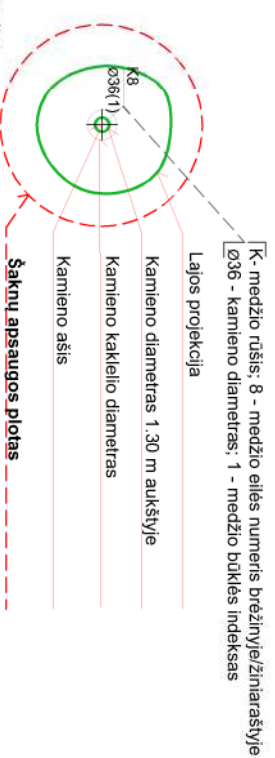 K- medžio rūšis; 8 - medžio eilės numeris brėžinyje/žiniaraštyje
ø36 - kamieno diametras; 1 - medžio būklės indeksas
K8
ø36(1)
Lajos projekcija
Kamieno diametras 1.30 m aukštyje
Kamieno kaklelio diametras
Kamieno ašis
Šaknų apsaugos plotas